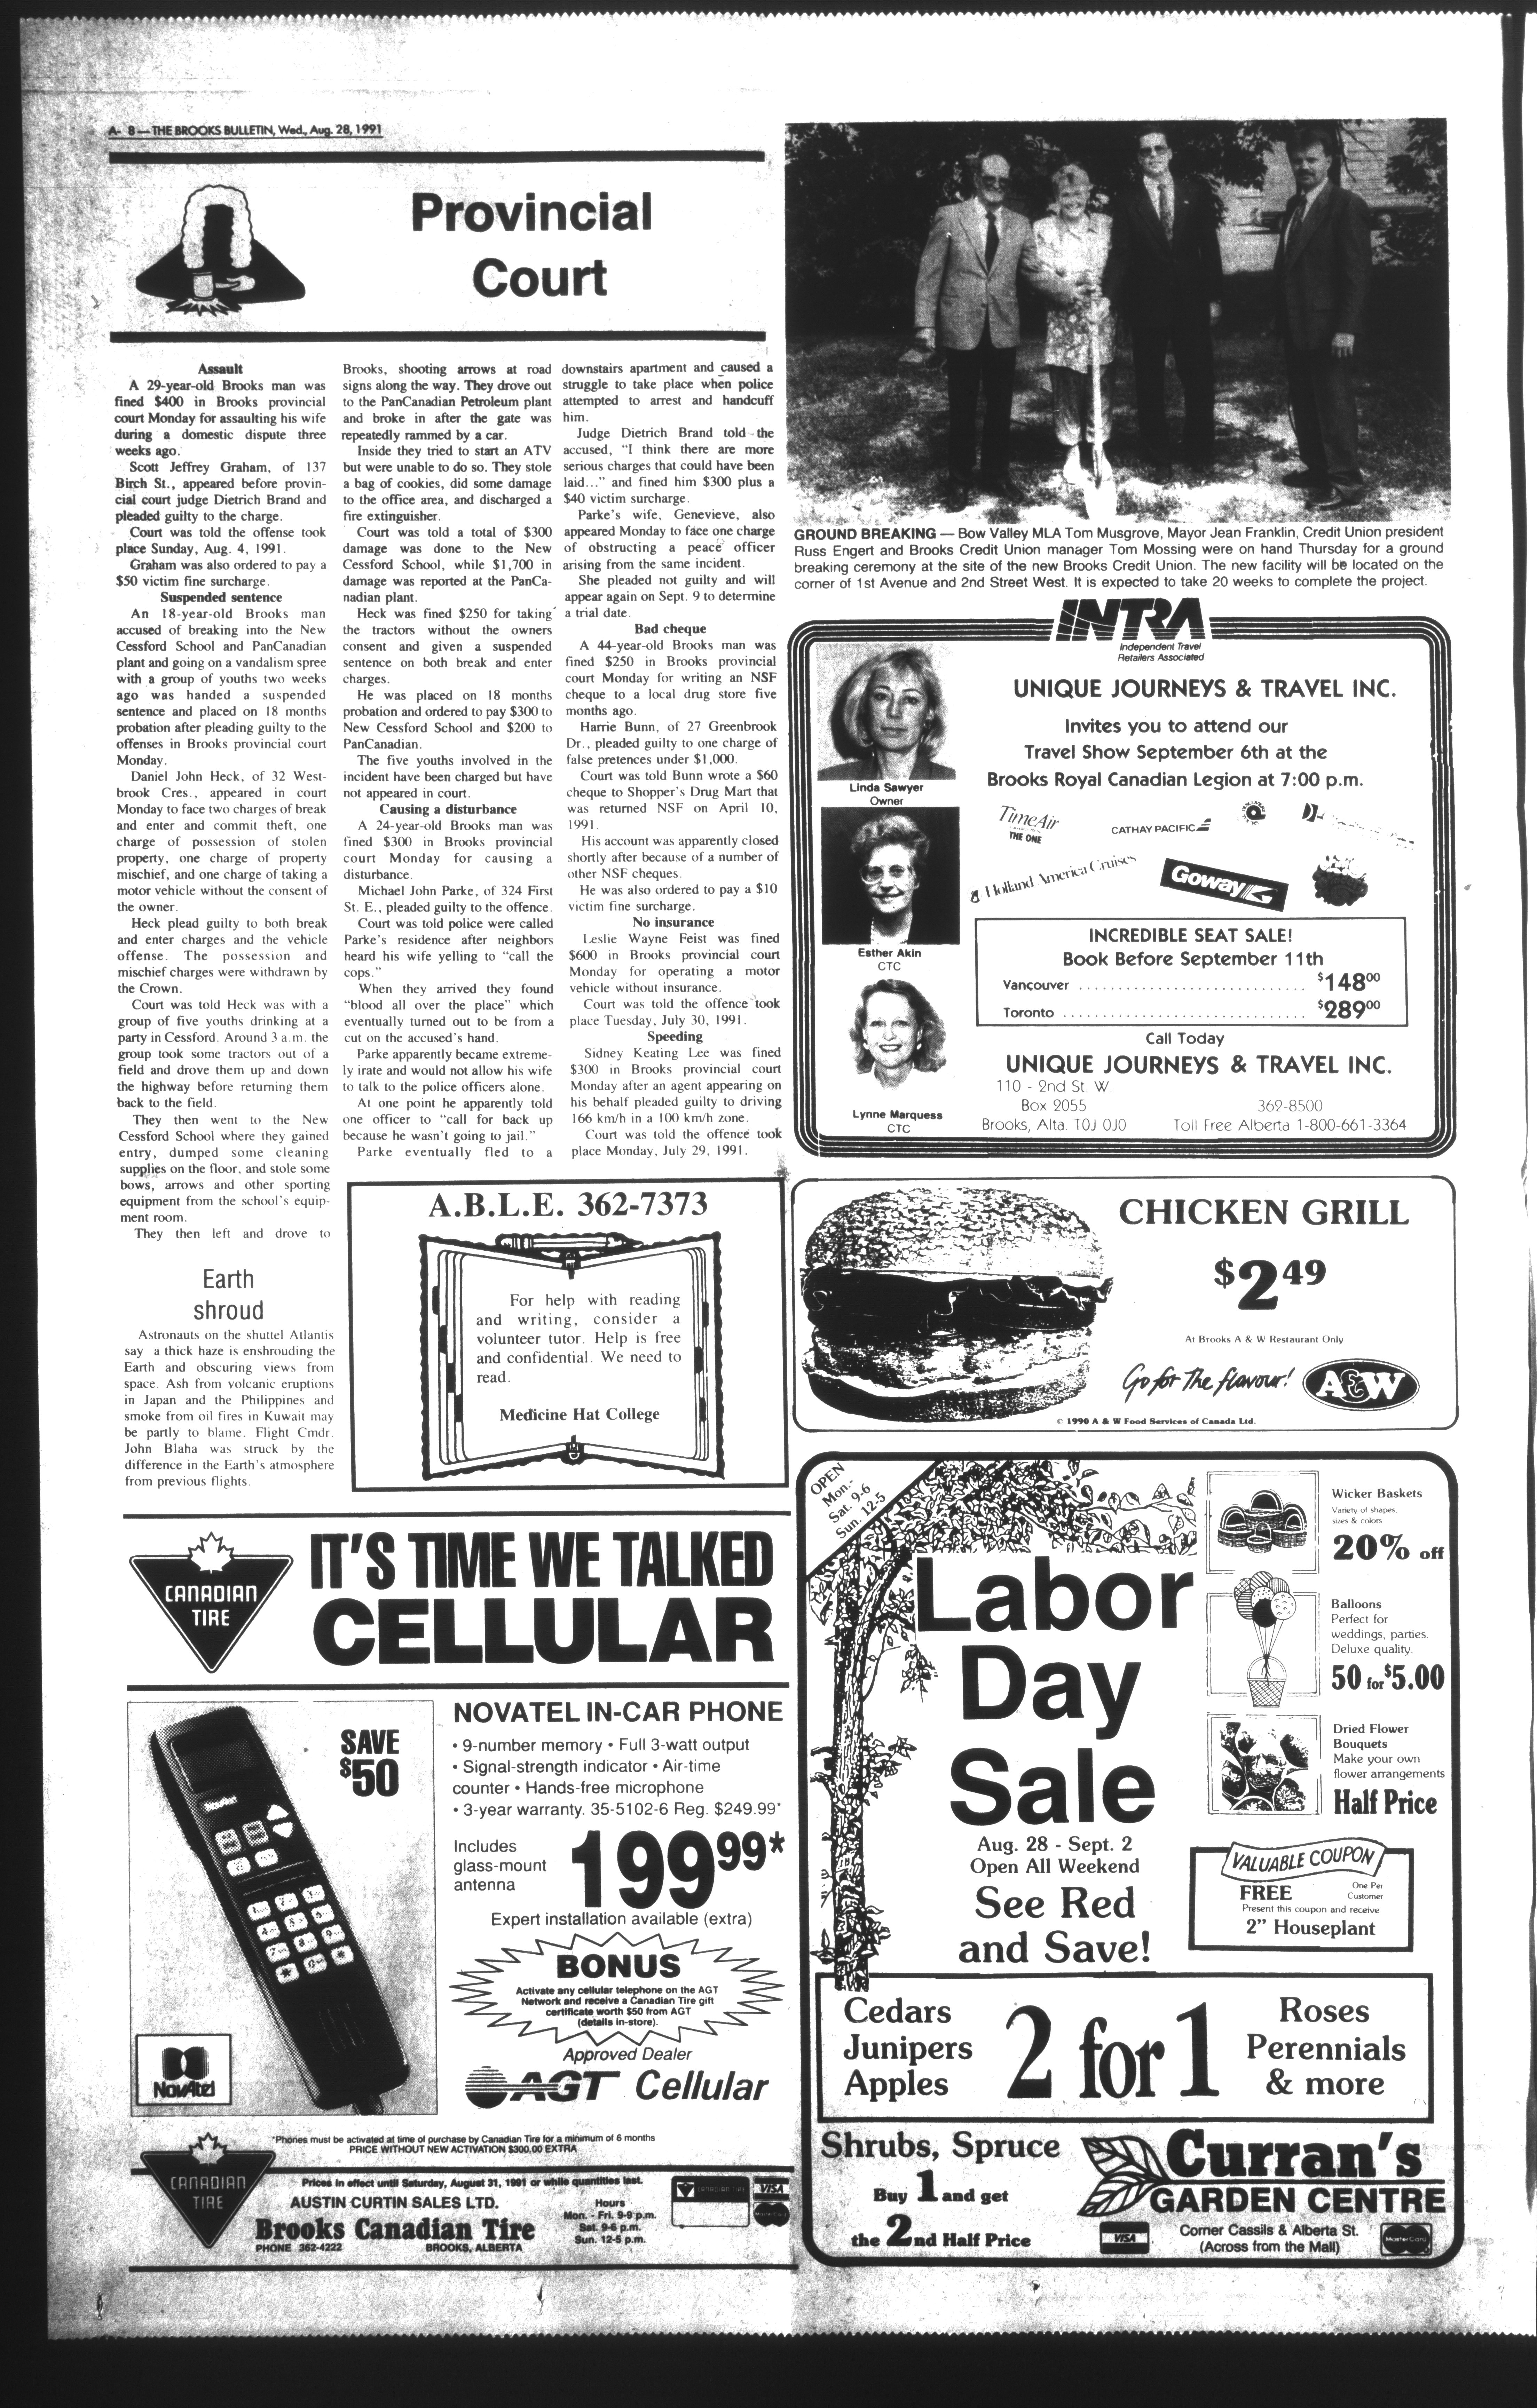 A- 8 — THE BROOKS BULLETIN, Wed., Aug. 28, 1991
Provincial
Court
Assault
A 29-year-old Brooks man was
fined $400 in Brooks provincial
court Monday for assaulting his wife
during a domestic dispute three
weeks ago.
Scott Jeffrey Graham, of 137
Birch St., appeared before provin-
cial court judge Dietrich Brand and
pleaded guilty to the charge.
Court was told the offense took
place Sunday, Aug. 4, 1991.
Graham was also ordered to pay a
$50 victim fine surcharge.
Suspended sentence
An 18-year-old Brooks man
accused of breaking into the New
Cessford School and PanCanadian
plant and going on a vandalism spree
with a group of youths two weeks
ago was handed a suspended
sentence and placed on 18 months
probation after pleading guilty to the
offenses in Brooks provincial court
Monday.
Daniel John Heck, of 32 West-
brook Cres., appeared in court
Monday to face two charges of break
and enter and commit theft, one
charge of possession of stolen
property, one charge of property
mischief, and one charge of taking a
motor vehicle without the consent of
the owner.
Heck plead guilty to both break
and enter charges and the vehicle
offense. The possession and
mischief charges were withdrawn by
the Crown.
Court was told Heck was with a
group of five youths drinking at a
party in Cessford. Around 3 a.m. the
group took some tractors out of a
field and drove them up and down
the highway before returning them
back to the field.
They then went to the New
Cessford School where they gained
entry, dumped some cleaning
supplies on the floor, and stole some
bows, arrows and other sporting
equipment from the school's equip-
ment room.
They then left and drove to
Brooks, shooting arrows at road
signs along the way. They drove out
to the PanCanadian Petroleum plant
and broke in after the gate was
repeatedly rammed by a car.
Inside they tried to start an ATV
but were unable to do so. They stole
a bag of cookies, did some damage
to the office area, and discharged a
fire extinguisher.
Court was told a total of $300
damage was done to the New
Cessford School, while $1,700 in
damage was reported at the PanCa-
nadian plant.
Heck was fined $250 for taking
the tractors without the owners
consent and given a suspended
sentence on both break and enter
charges.
He was placed on 18 months
probation and ordered to pay $300 to
New Cessford School and $200 to
PanCanadian.
The five youths involved in the
incident have been charged but have
not appeared in court.
Causing a disturbance
A 24-year-old Brooks man was
fined $300 in Brooks provincial
court Monday for causing a
disturbance.
Michael John Parke, of 324 First
St. E., pleaded guilty to the offence.
Court was told police were called
Parke's residence after neighbors
heard his wife yelling to "call the
cops."
When they arrived they found
"blood all over the place" which
eventually turned out to be from a
cut on the accused's hand.
Parke apparently became extreme-
ly irate and would not allow his wife
to talk to the police officers alone.
At one point he apparently told
one officer to "call for back up
because he wasn't going to jail."
Parke eventually fled to a
downstairs apartment and caused a
struggle to take place when police
attempted to arrest and handcuff
him.
Judge Dietrich Brand told the
accused, "I think there are more
serious charges that could have been
laid..." and fined him $300 plus a
$40 victim surcharge.
Parke's wife, Genevieve, also
appeared Monday to face one charge
of obstructing a peace officer
arising from the same incident.
She pleaded not guilty and will
appear again on Sept. 9 to determine
a trial date.
Bad cheque
A 44-year-old Brooks man was
fined $250 in Brooks provincial
court Monday for writing an NSF
cheque to a local drug store five
months ago.
Harrie Bunn, of 27 Greenbrook
Dr., pleaded guilty to one charge of
false pretences under $1,000.
Court was told Bunn wrote a $60
cheque to Shopper's Drug Mart that
was returned NSF on April 10,
1991.
His account was apparently closed
shortly after because of a number of
other NSF cheques.
He was also ordered to pay a $10
victim fine surcharge.
No insurance
Leslie Wayne Feist was fined
$600 in Brooks provincial court
Monday for operating a motor
vehicle without insurance.
Court was told the offence took
place Tuesday, July 30, 1991.
Speeding
Sidney Keating Lee was fined
$300 in Brooks provincial court
Monday after an agent appearing on
his behalf pleaded guilty to driving
166 km/h in a 100 km/h zone.
Court was told the offence took
place Monday, July 29, 1991.
Earth
shroud
Astronauts on the shuttel Atlantis
say a thick haze is enshrouding the
Earth and obscuring views from
space. Ash from volcanic eruptions
in Japan and the Philippines and
smoke from oil fires in Kuwait may
be partly to blame. Flight Cmdr.
John Blaha was struck by the
difference in the Earth's atmosphere
from previous flights.
A.B.L.E. 362-7373
For help with reading
and writing, consider a
volunteer tutor. Help is free
and confidential. We need to
read.
Medicine Hat College
GROUND BREAKING — Bow Valley MLA Tom Musgrove, Mayor Jean Franklin, Credit Union president
Russ Engert and Brooks Credit Union manager Tom Mossing were on hand Thursday for a ground
breaking ceremony at the site of the new Brooks Credit Union. The new facility will be located on the
corner of 1st Avenue and 2nd Street West. It is expected to take 20 weeks to complete the project.
INTRA
Independent Travel
Retailers Associated
UNIQUE JOURNEYS & TRAVEL INC.
Invites you to attend our
Travel Show September 6th at the
Brooks Royal Canadian Legion at 7:00 p.m.
Linda Sawyer
Owner
Time Air
THE ONE
CATHAY PACIFIC
Holland America Cruises
Goway
Esther Akin
CTC
INCREDIBLE SEAT SALE!
Book Before September 11th
Vancouver ............................ $148.00
Toronto ............................ $289.00
Call Today
UNIQUE JOURNEYS & TRAVEL INC.
110 - 2nd St. W
Box 2055 362-8500
Brooks, Alta. T0J 0J0 Toll Free Alberta 1-800-661-3364
Lynne Marquess
CTC
CHICKEN GRILL
$2 49
At Brooks A & W Restaurant Only
Go for The flavour! A&W
© 1990 A & W Food Services of Canada Ltd.
CANADIAN
TIRE
IT'S TIME WE TALKED
CELLULAR
SAVE
$50
NOVATEL IN-CAR PHONE
• 9-number memory • Full 3-watt output
• Signal-strength indicator • Air-time
counter • Hands-free microphone
• 3-year warranty. 35-5102-6 Reg. $249.99*
Includes
glass-mount
antenna
199 99*
Expert installation available (extra)
BONUS
Activate any cellular telephone on the AGT
Network and receive a Canadian Tire gift
certificate worth $50 from AGT
(details in-store).
Approved Dealer
AGT Cellular
NovAtel
*Phones must be activated at time of purchase by Canadian Tire for a minimum of 6 months
PRICE WITHOUT NEW ACTIVATION $300.00 EXTRA
CANADIAN
TIRE
Prices in effect until Saturday, August 31, 1991 or while quantities last.
AUSTIN CURTIN SALES LTD.
Brooks Canadian Tire
PHONE 362-4222 BROOKS, ALBERTA
Hours
Mon. - Fri. 9-9 p.m.
Sat. 9-6 p.m.
Sun. 12-5 p.m.
VISA
OPEN
Mon.-
Sat. 9-6
Sun. 12-5
Labor
Day
Sale
Aug. 28 - Sept. 2
Open All Weekend
See Red
and Save!
Wicker Baskets
Variety of shapes
sizes & colors
20% off
Balloons
Perfect for
weddings, parties.
Deluxe quality.
50 for $5.00
Dried Flower
Bouquets
Make your own
flower arrangements
Half Price
VALUABLE COUPON
FREE One Per
Customer
Present this coupon and receive
2" Houseplant
Cedars
Junipers
Apples
2 for 1
Roses
Perennials
& more
Shrubs, Spruce
Buy 1 and get
the 2nd Half Price
Curran's
GARDEN CENTRE
VISA
Corner Cassils & Alberta St.
(Across from the Mall)
MasterCard